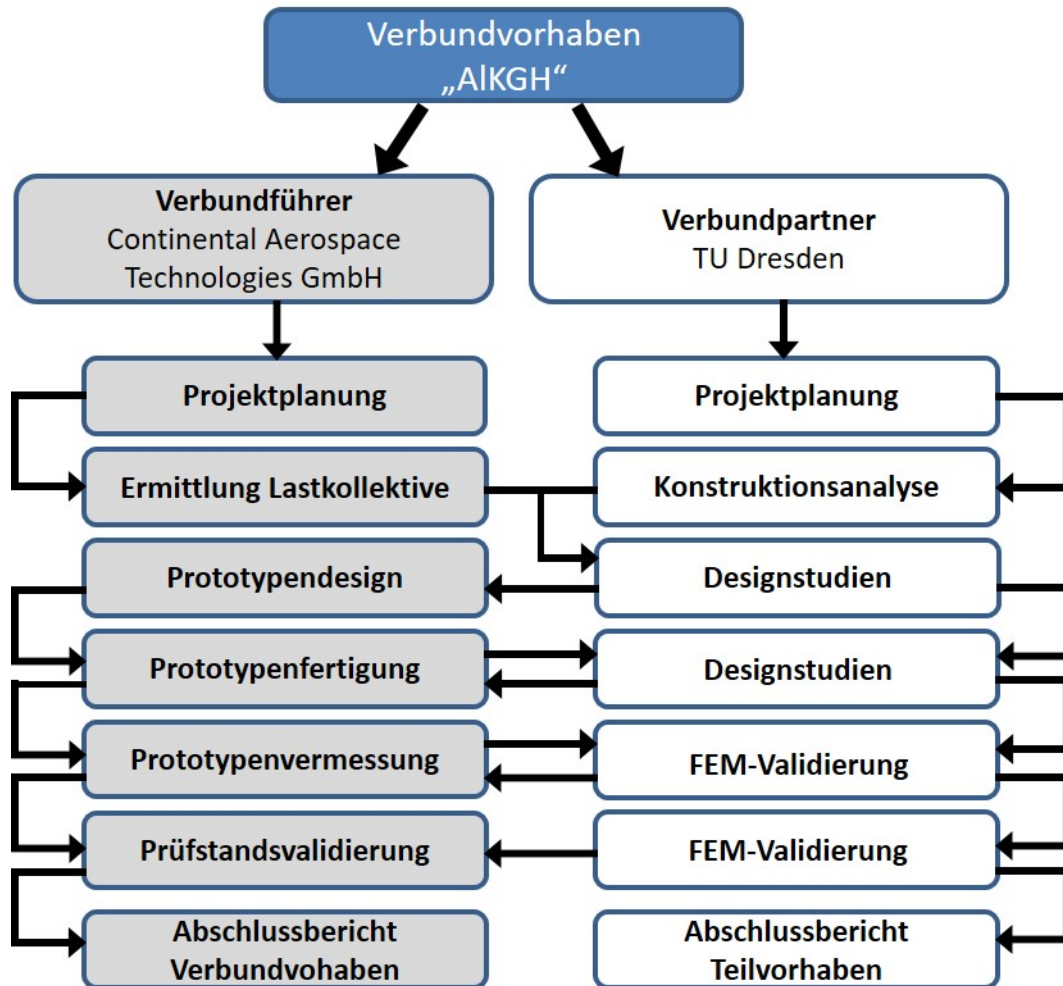 Verbundvorhaben
„AlKGH“
Verbundführer
Continental Aerospace
Technologies GmbH
Verbundpartner
TU Dresden
Projektplanung
Projektplanung
Ermittlung Lastkollektive
Konstruktionsanalyse
Prototypendesign
Designstudien
Prototypenfertigung
Designstudien
Prototypenvermessung
FEM-Validierung
Prüfstandsvalidierung
FEM-Validierung
Abschlussbericht
Verbundvohaben
Abschlussbericht
Teilvorhaben